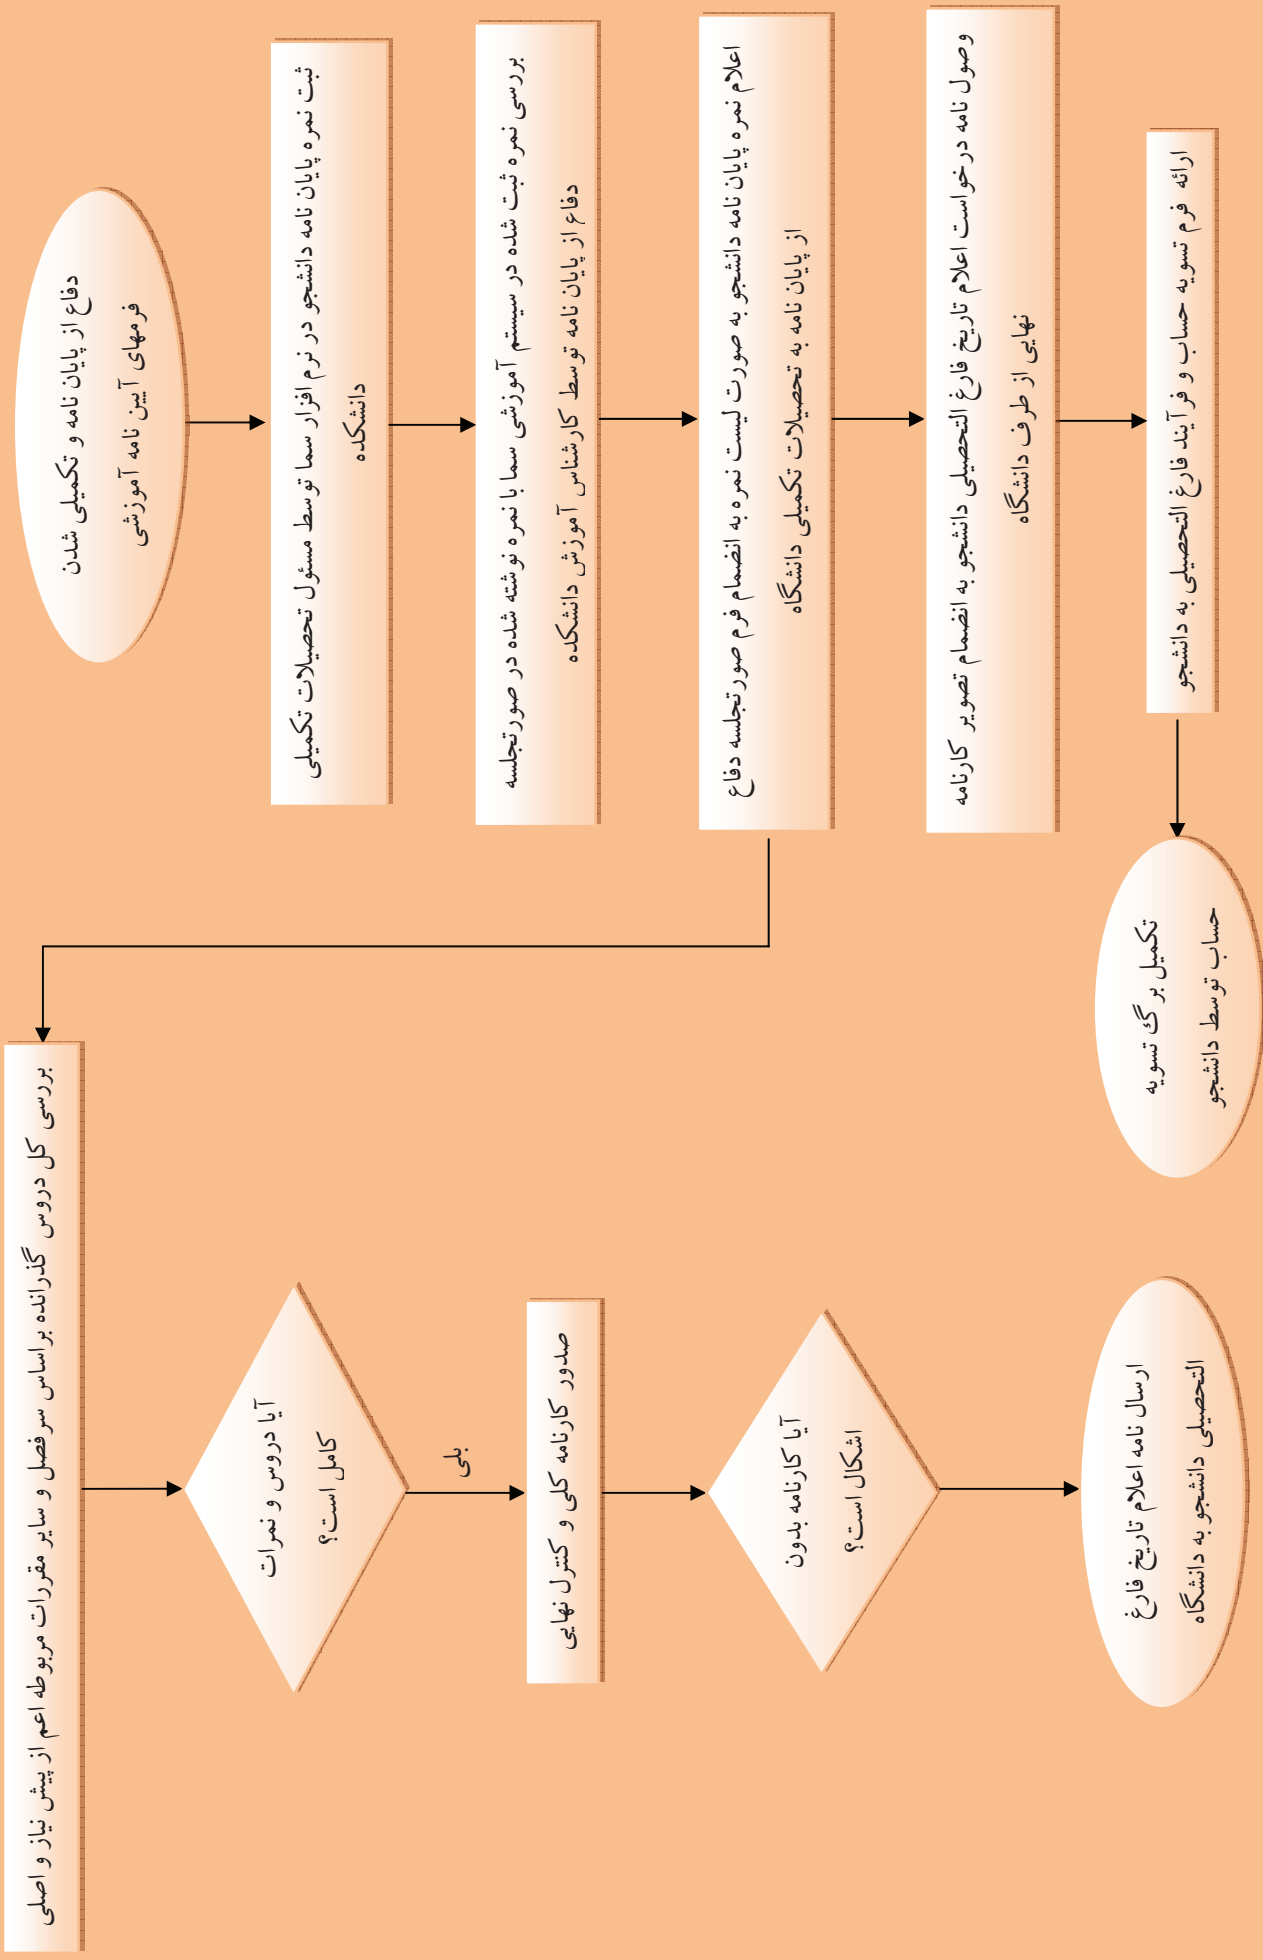 دفاع از پایان نامه و تکمیلی شدن
فرمهای آیین نامه آموزشی
ثبت نمره پایان نامه دانشجو در نرم افزار سما توسط مسئول تحصیلات تکمیلی
دانشکده
بررسی نمره ثبت شده در سیستم آموزشی سما با نمره نوشته شده در صورتجلسه
دفاع از پایان نامه توسط کارشناس آموزش دانشکده
اعلام نمره پایان نامه دانشجو به صورت لیست نمره به انضمام فرم صورتجلسه دفاع
از پایان نامه به تحصیلات تکمیلی دانشگاه
وصول نامه درخواست اعلام تاریخ فارغ التحصیلی دانشجو به انضمام تصویر کارنامه
نهایی از طرف دانشگاه
ارائه فرم تسویه حساب و فرآیند فارغ التحصیلی به دانشجو
تکمیل برگ تسویه
حساب توسط دانشجو
بررسی کل دروس گذرانده براساس سرفصل و سایر مقررات مربوطه اعم از پیش نیاز و اصلی
آیا دروس و نمرات
کامل است؟
بلی
صدور کارنامه کلی و کنترل نهایی
آیا کارنامه بدون
اشکال است؟
ارسال نامه اعلام تاریخ فارغ
التحصیلی دانشجو به دانشگاه